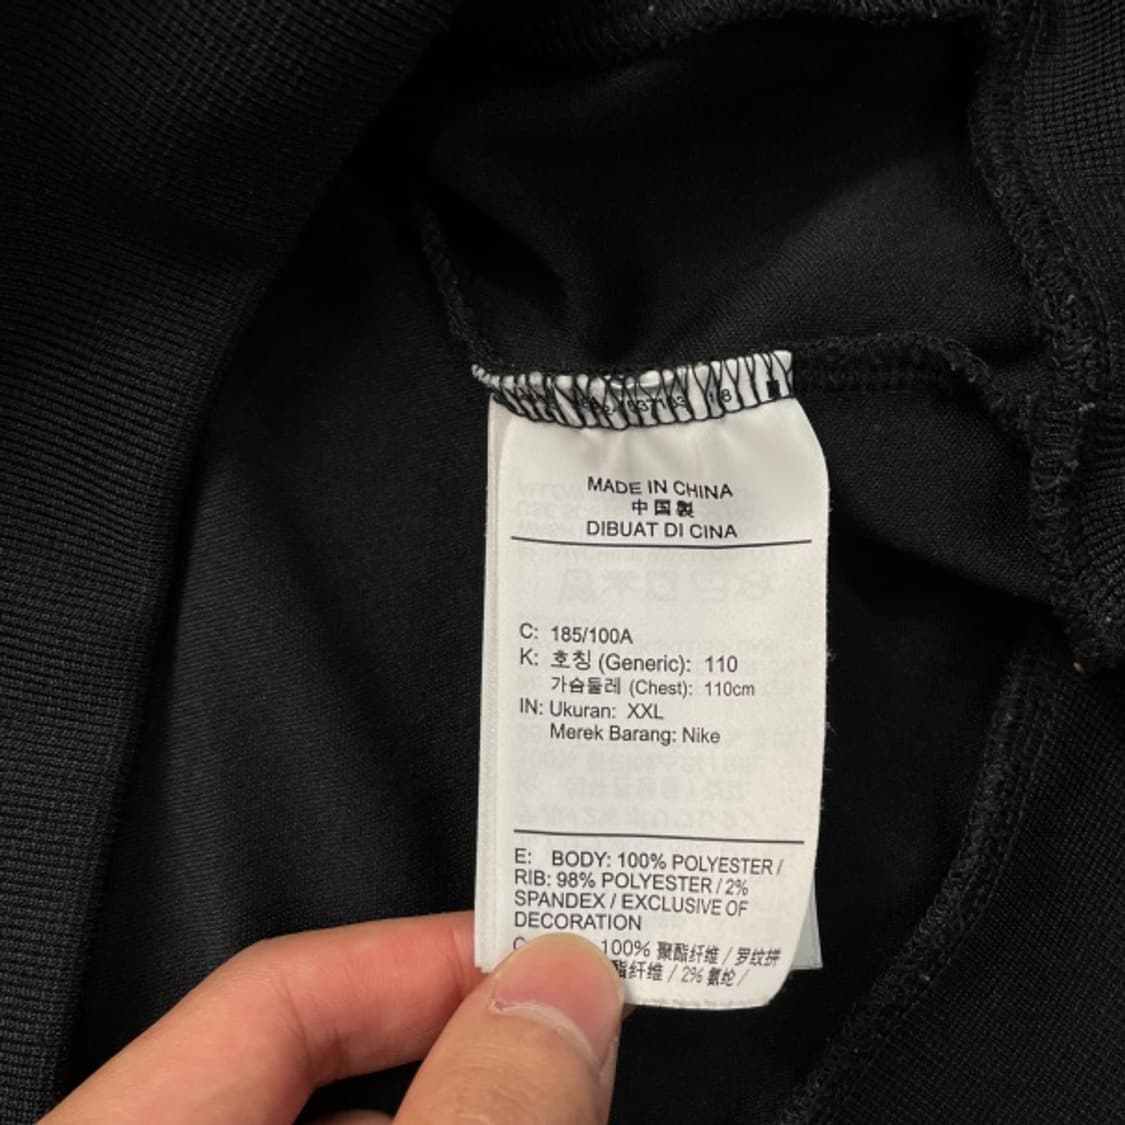 MADE IN CHINA
中国製
DIBUAT DI CINA
C: 185/100A
K: 호칭 (Generic): 110
가슴둘레 (Chest): 110cm
IN: Ukuran: XXL
Merek Barang: Nike
E: BODY: 100% POLYESTER /
RIB: 98% POLYESTER / 2%
SPANDEX / EXCLUSIVE OF
DECORATION
100% 聚酯纤维 / 罗纹拼
酯纤维 / 2% 氨纶 /